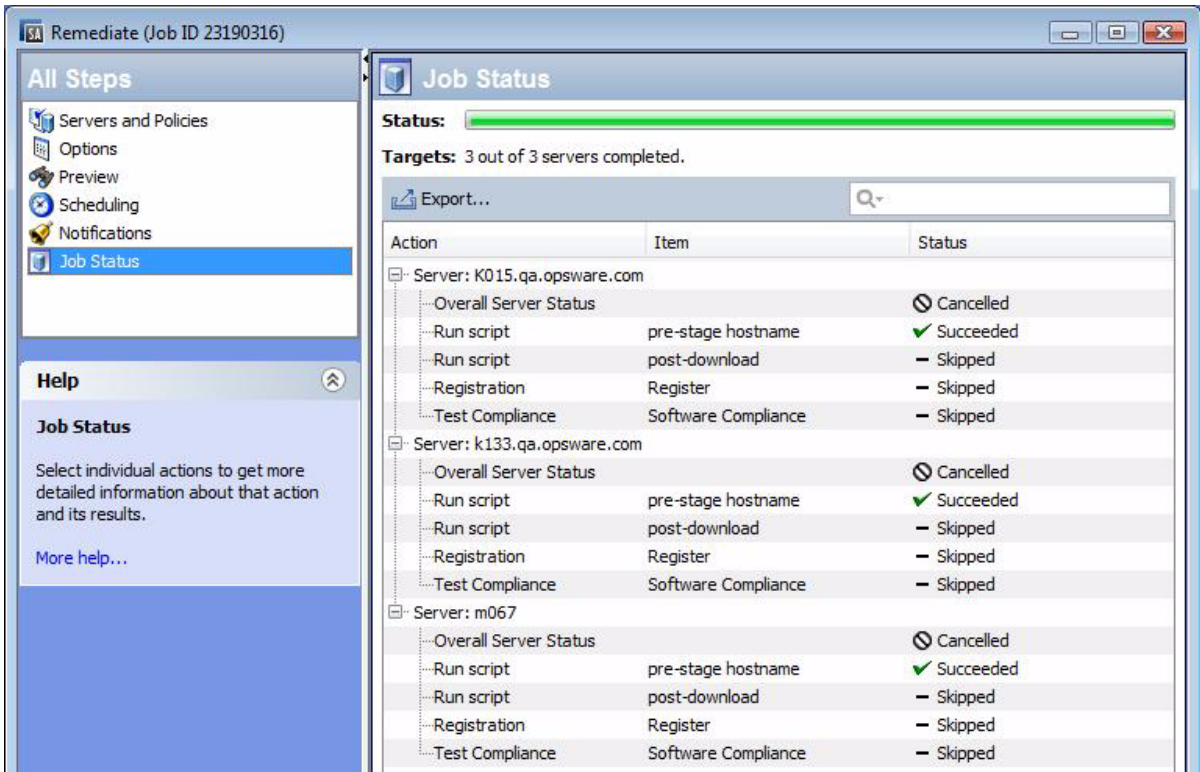 SA Remediate (Job ID 23190316)
All Steps
Servers and Policies
Options
Preview
Scheduling
Notifications
Job Status
Help
Job Status
Select individual actions to get more
detailed information about that action
and its results.
More help...
Job Status
Status:
Targets: 3 out of 3 servers completed.
Export...
Action Item Status
Server: K015.qa.opsware.com
Overall Server Status Cancelled
Run script pre-stage hostname Succeeded
Run script post-download Skipped
Registration Register Skipped
Test Compliance Software Compliance Skipped
Server: k133.qa.opsware.com
Overall Server Status Cancelled
Run script pre-stage hostname Succeeded
Run script post-download Skipped
Registration Register Skipped
Test Compliance Software Compliance Skipped
Server: m067
Overall Server Status Cancelled
Run script pre-stage hostname Succeeded
Run script post-download Skipped
Registration Register Skipped
Test Compliance Software Compliance Skipped